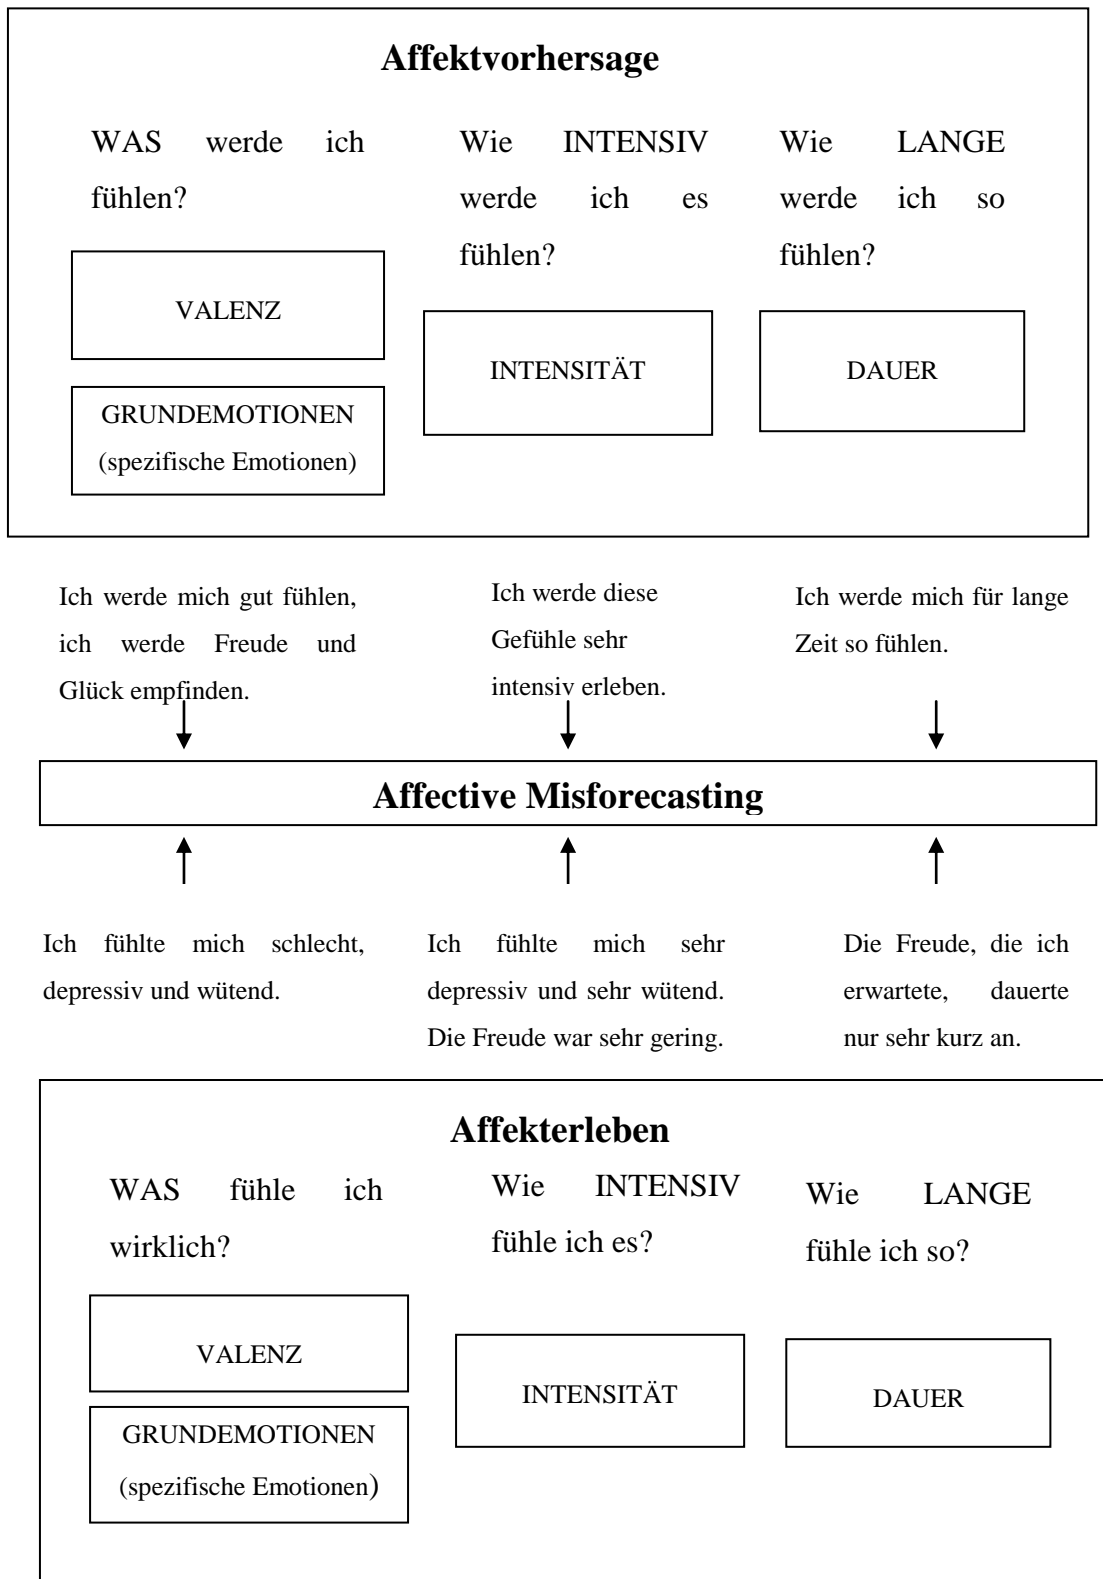 Affektvorhersage
WAS werde ich
fühlen?
VALENZ
GRUNDEMOTIONEN
(spezifische Emotionen)
Wie INTENSIV
werde ich es
fühlen?
INTENSITÄT
Wie LANGE
werde ich so
fühlen?
DAUER
Ich werde mich gut fühlen,
ich werde Freude und
Glück empfinden.
Ich werde diese
Gefühle sehr
intensiv erleben.
Ich werde mich für lange
Zeit so fühlen.
Affective Misforecasting
Ich fühlte mich schlecht,
depressiv und wütend.
Ich fühlte mich sehr
depressiv und sehr wütend.
Die Freude war sehr gering.
Die Freude, die ich
erwartete, dauerte
nur sehr kurz an.
Affekterleben
WAS fühle ich
wirklich?
VALENZ
GRUNDEMOTIONEN
(spezifische Emotionen)
Wie INTENSIV
fühle ich es?
INTENSITÄT
Wie LANGE
fühle ich so?
DAUER